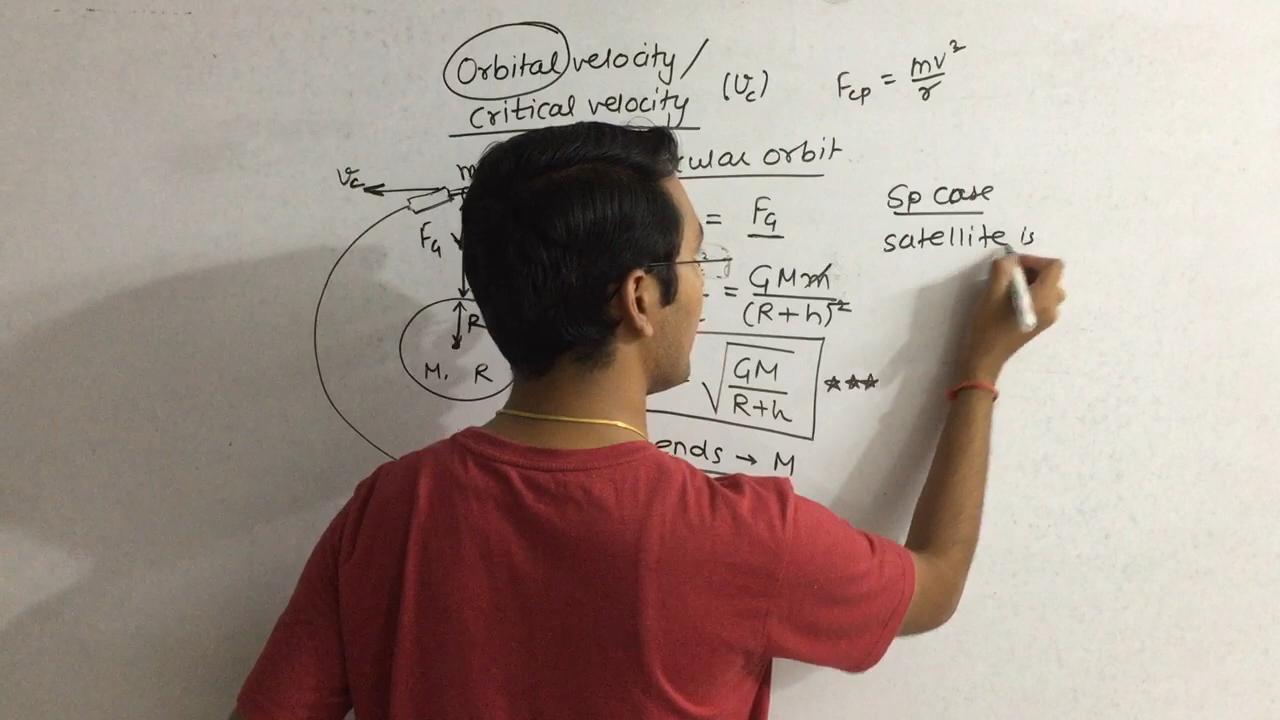 Orbital velocity/
Critical velocity (vc)
Fcp = mv²/r
cular orbit
vc
m
FG
= FG
= GMm/(R+h)²
R
M, R
√GM/R+h ***
ends → M
Sp case
satellite is